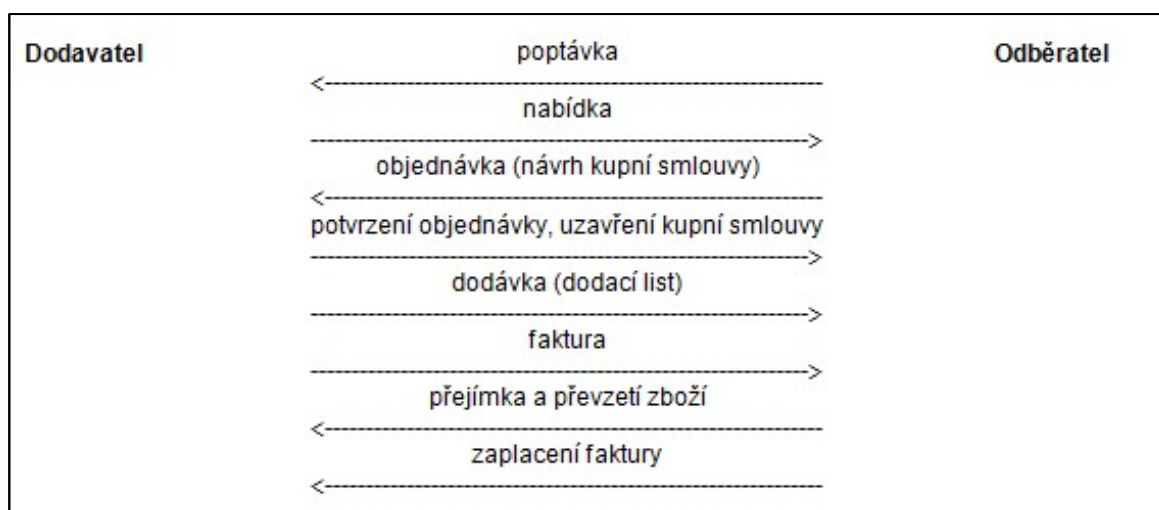 Dodavatel poptávka Odběratel
<----------------------------------------------------------------
nabídka
---------------------------------------------------------------->
objednávka (návrh kupní smlouvy)
<----------------------------------------------------------------
potvrzení objednávky, uzavření kupní smlouvy
---------------------------------------------------------------->
dodávka (dodací list)
---------------------------------------------------------------->
faktura
---------------------------------------------------------------->
přejímka a převzetí zboží
<----------------------------------------------------------------
zaplacení faktury
<----------------------------------------------------------------